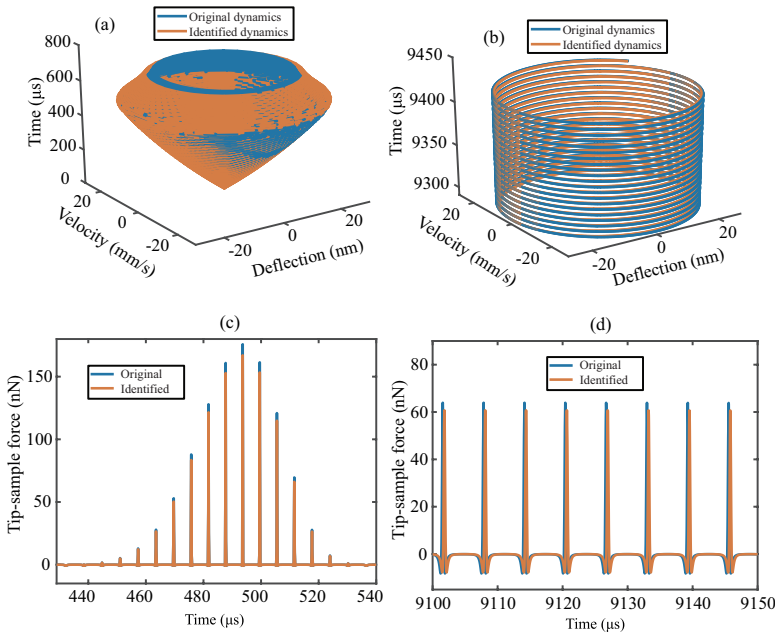 (a)
Original dynamics
Identified dynamics
Time (μs)
800
600
400
200
0
20
0
-20
Velocity (mm/s)
-20
0
20
Deflection (nm)
(b)
Original dynamics
Identified dynamics
Time (μs)
9450
9400
9350
9300
20
0
-20
Velocity (mm/s)
-20
0
20
Deflection (nm)
(c)
Original
Identified
Tip-sample force (nN)
150
100
50
0
440 460 480 500 520 540
Time (μs)
(d)
Original
Identified
Tip-sample force (nN)
80
60
40
20
0
9100 9110 9120 9130 9140 9150
Time (μs)